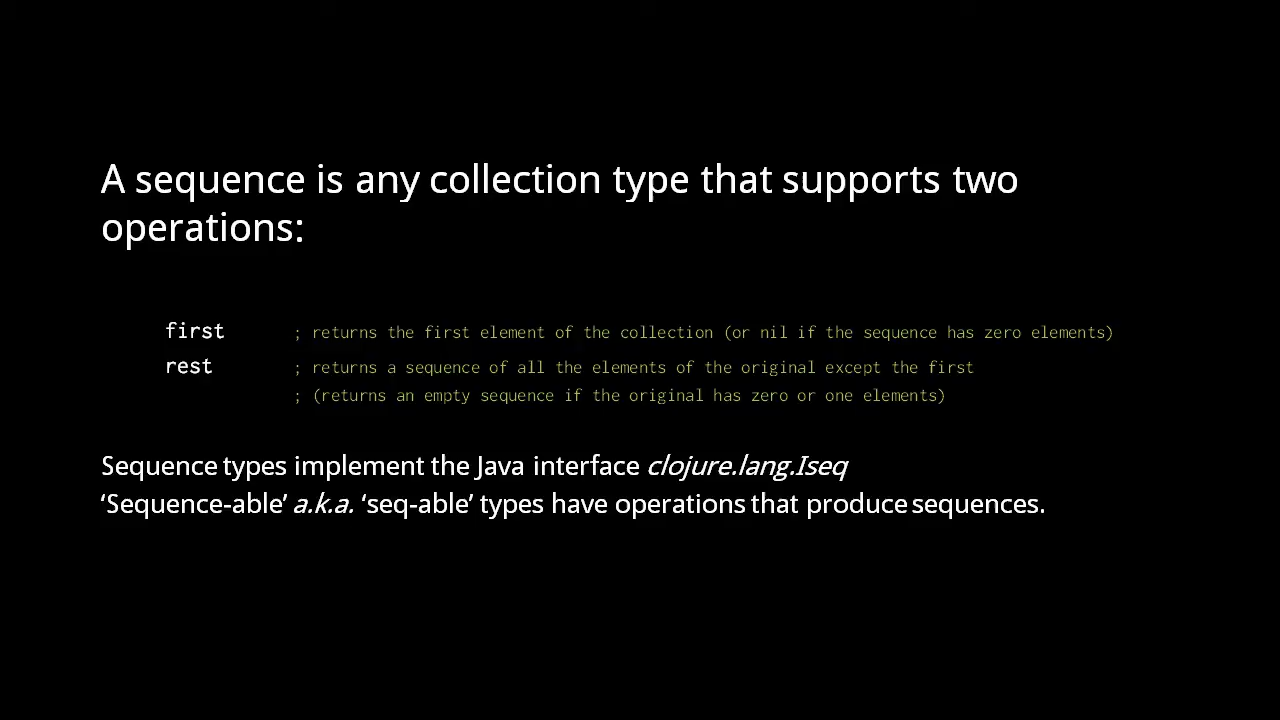 A sequence is any collection type that supports two
operations:
first ; returns the first element of the collection (or nil if the sequence has zero elements)
rest ; returns a sequence of all the elements of the original except the first
; (returns an empty sequence if the original has zero or one elements)
Sequence types implement the Java interface clojure.lang.Iseq
‘Sequence-able’ a.k.a. ‘seq-able’ types have operations that produce sequences.